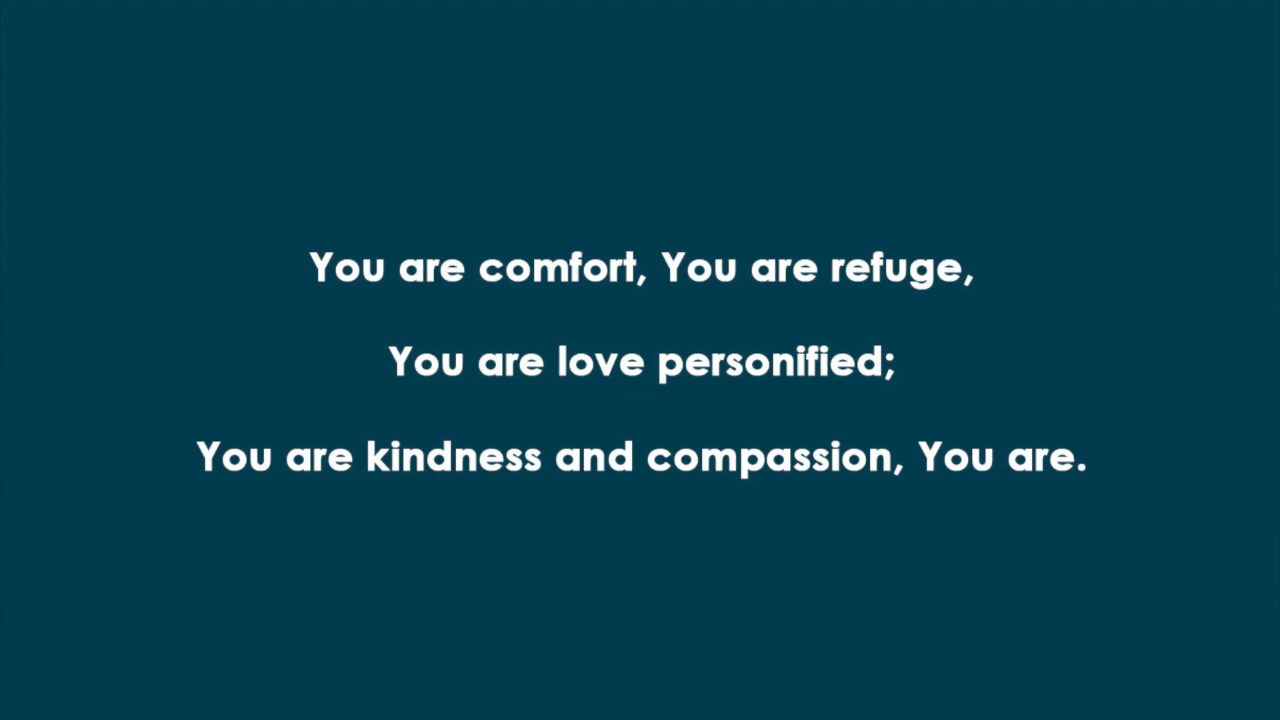 You are comfort, You are refuge,
You are love personified;
You are kindness and compassion, You are.